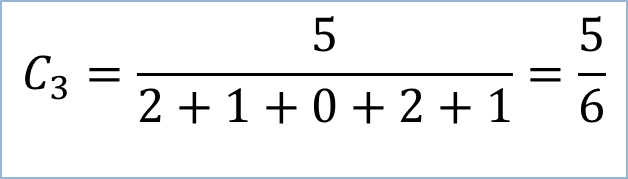 C₃ = 5 / (2 + 1 + 0 + 2 + 1) = 5/6